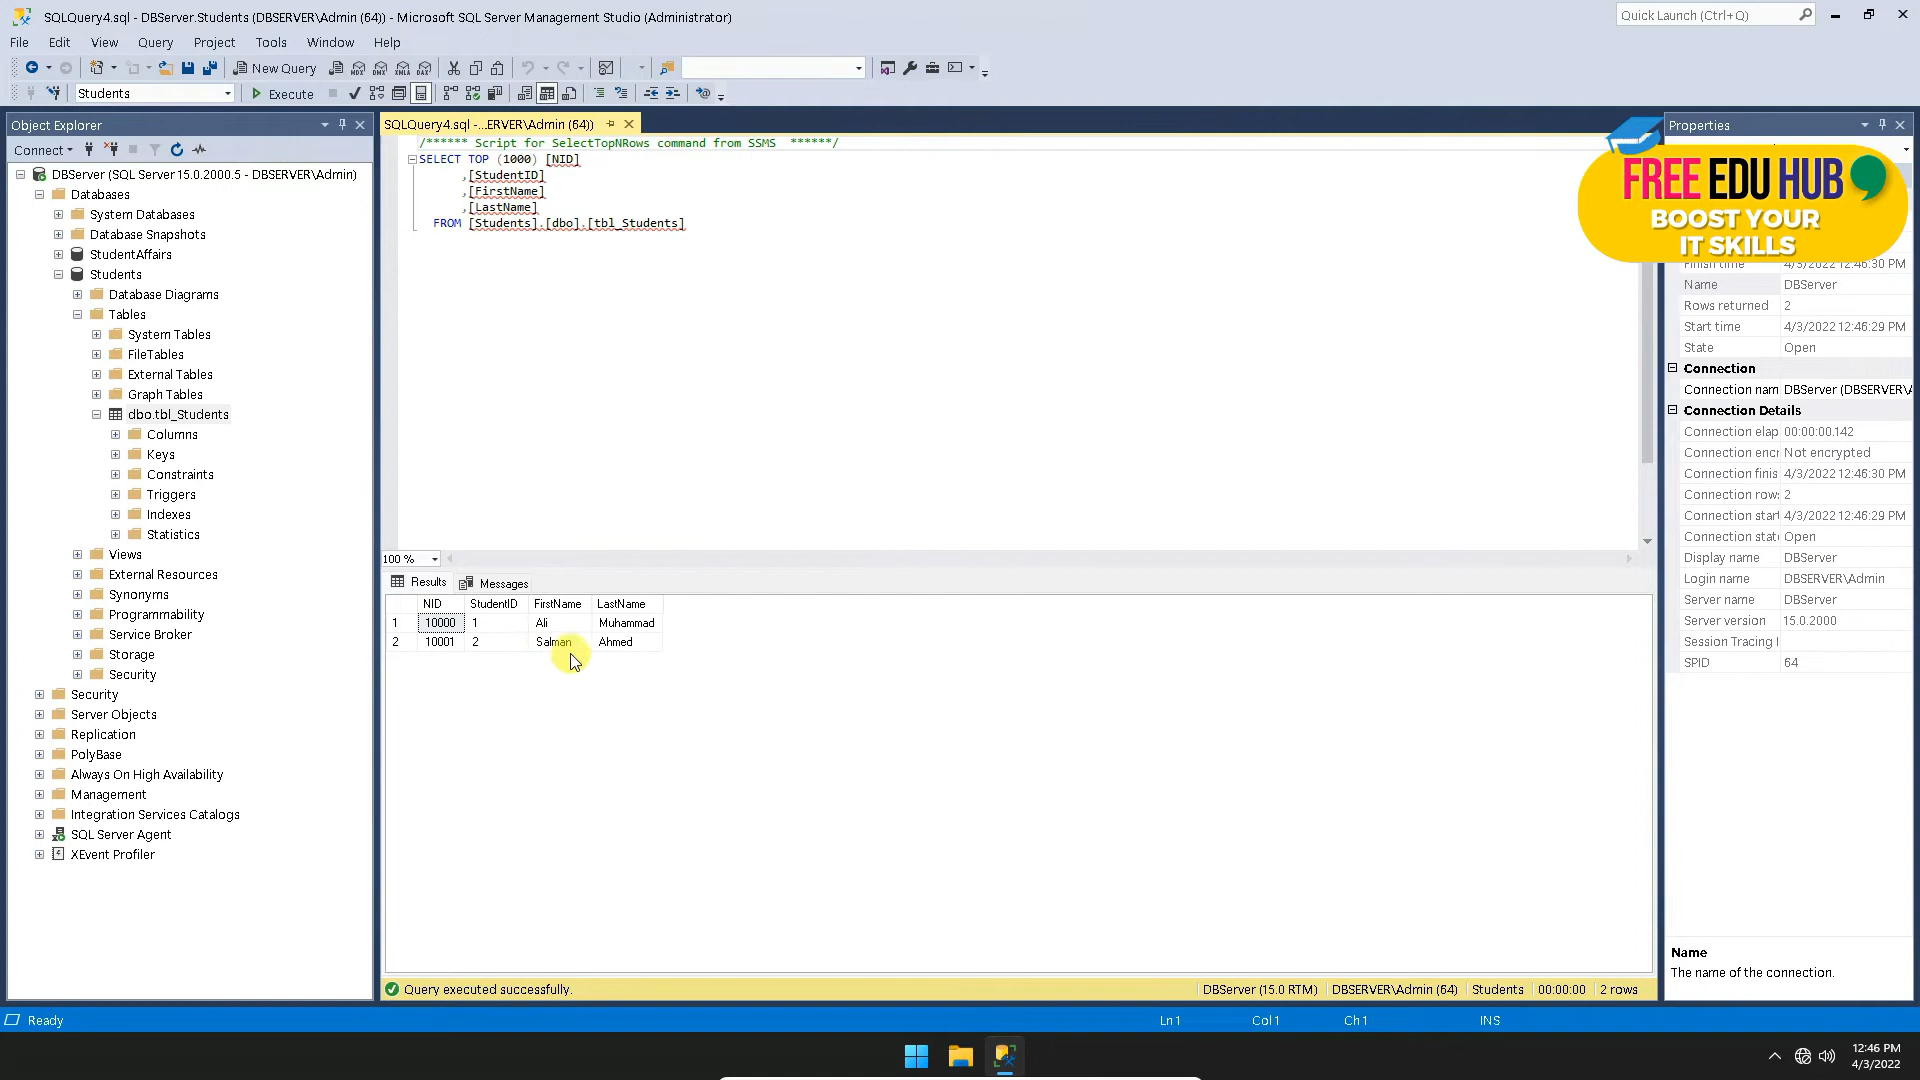 SQLQuery4.sql - DBServer.Students (DBSERVER\Admin (64)) - Microsoft SQL Server Management Studio (Administrator)
Quick Launch (Ctrl+Q)
File Edit View Query Project Tools Window Help
New Query
Students
Execute
Object Explorer
Connect
DBServer (SQL Server 15.0.2000.5 - DBSERVER\Admin)
Databases
System Databases
Database Snapshots
StudentAffairs
Students
Database Diagrams
Tables
System Tables
FileTables
External Tables
Graph Tables
dbo.tbl_Students
Columns
Keys
Constraints
Triggers
Indexes
Statistics
Views
External Resources
Synonyms
Programmability
Service Broker
Storage
Security
Security
Server Objects
Replication
PolyBase
Always On High Availability
Management
Integration Services Catalogs
SQL Server Agent
XEvent Profiler
SQLQuery4.sql -...ERVER\Admin (64))
/****** Script for SelectTopNRows command from SSMS ******/
SELECT TOP (1000) [NID]
,[StudentID]
,[FirstName]
,[LastName]
FROM [Students].[dbo].[tbl_Students]
100 %
Results Messages
NID StudentID FirstName LastName
1 10000 1 Ali Muhammad
2 10001 2 Salman Ahmed
Query executed successfully.
DBServer (15.0 RTM) DBSERVER\Admin (64) Students 00:00:00 2 rows
Properties
FREE EDU HUB
BOOST YOUR
IT SKILLS
Finish time 4/3/2022 12:46:30 PM
Name DBServer
Rows returned 2
Start time 4/3/2022 12:46:29 PM
State Open
Connection
Connection nam DBServer (DBSERVER\A
Connection Details
Connection elap 00:00:00.142
Connection encr Not encrypted
Connection finis 4/3/2022 12:46:30 PM
Connection rows 2
Connection start 4/3/2022 12:46:29 PM
Connection stat Open
Display name DBServer
Login name DBSERVER\Admin
Server name DBServer
Server version 15.0.2000
Session Tracing I
SPID 64
Name
The name of the connection.
Ready
Ln 1 Col 1 Ch 1 INS
12:46 PM
4/3/2022